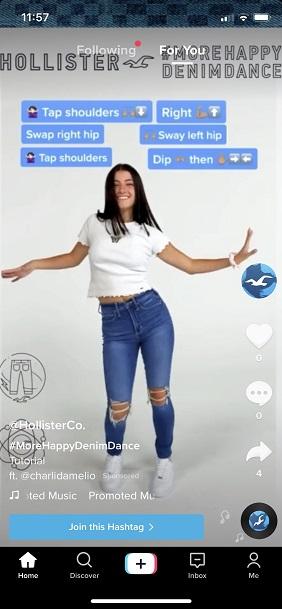 11:57
Following For You
HOLLISTER #MOREHAPPY
DENIMDANCE
Tap shoulders Right
Swap right hip Sway left hip
Tap shoulders Dip then
0
0
@HollisterCo.
#MoreHappyDenimDance
Tutorial 4
ft. @charlidamelio Sponsored
ted Music Promoted Mu
Join this Hashtag >
Home Discover Inbox Me